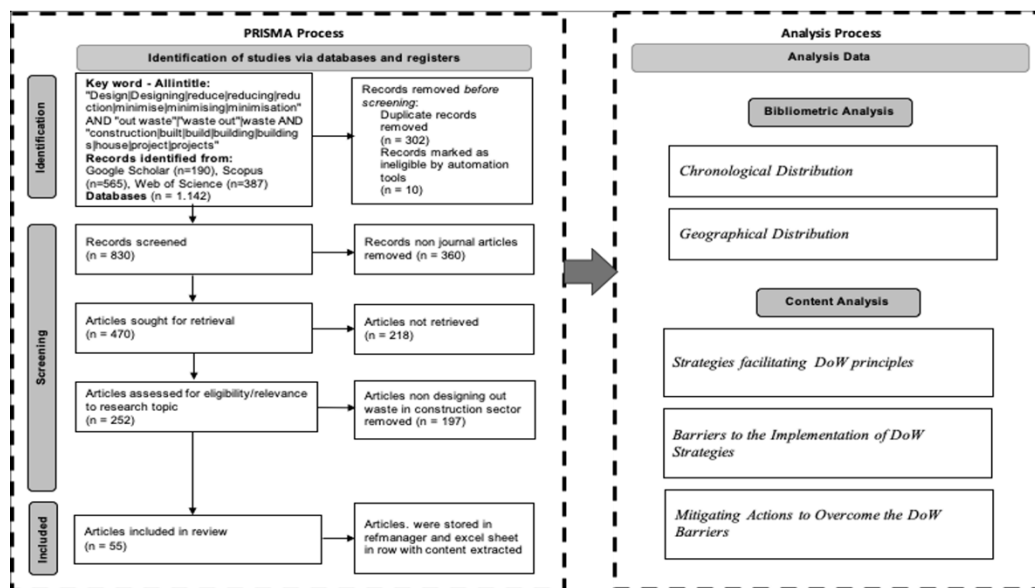 PRISMA Process
Identification of studies via databases and registers
Identification
Key word - Allintitle:
"Design|Designing|reduce|reducing|redu
ction|minimise|minimising|minimisation"
AND "out waste"|"waste out"|waste AND
"construction|built|build|building|building
s|house|project|projects"
Records identified from:
Google Scholar (n=190), Scopus
(n=565), Web of Science (n=387)
Databases (n = 1.142)
Records removed before
screening:
Duplicate records
removed
(n = 302)
Records marked as
ineligible by automation
tools
(n = 10)
Screening
Records screened
(n = 830)
Records non journal articles
removed (n = 360)
Articles sought for retrieval
(n = 470)
Articles not retrieved
(n = 218)
Articles assessed for eligibility/relevance
to research topic
(n = 252)
Articles non designing out
waste in construction sector
removed (n = 197)
Included
Articles included in review
(n = 55)
Articles. were stored in
refmanager and excel sheet
in row with content extracted
Analysis Process
Analysis Data
Bibliometric Analysis
Chronological Distribution
Geographical Distribution
Content Analysis
Strategies facilitating DoW principles
Barriers to the Implementation of DoW
Strategies
Mitigating Actions to Overcome the DoW
Barriers